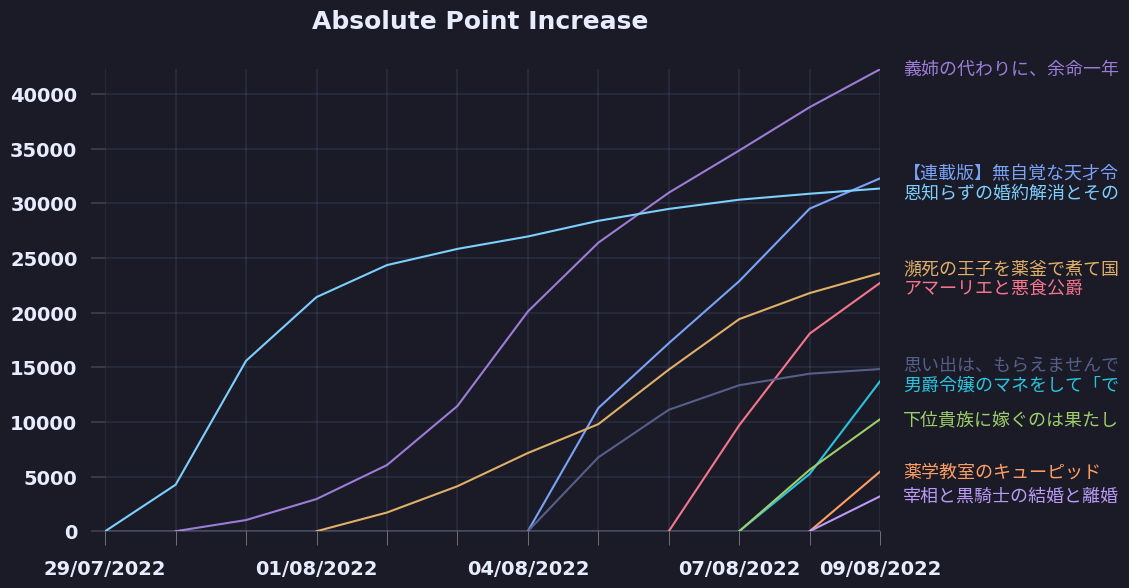 Absolute Point Increase
40000
35000
30000
25000
20000
15000
10000
5000
0
29/07/2022
01/08/2022
04/08/2022
07/08/2022
09/08/2022
義姉の代わりに、余命一年
【連載版】無自覚な天才令
恩知らずの婚約解消とその
瀕死の王子を薬釜で煮て国
アマーリエと悪食公爵
思い出は、もらえませんで
男爵令嬢のマネをして「で
下位貴族に嫁ぐのは果たし
薬学教室のキューピッド
宰相と黒騎士の結婚と離婚